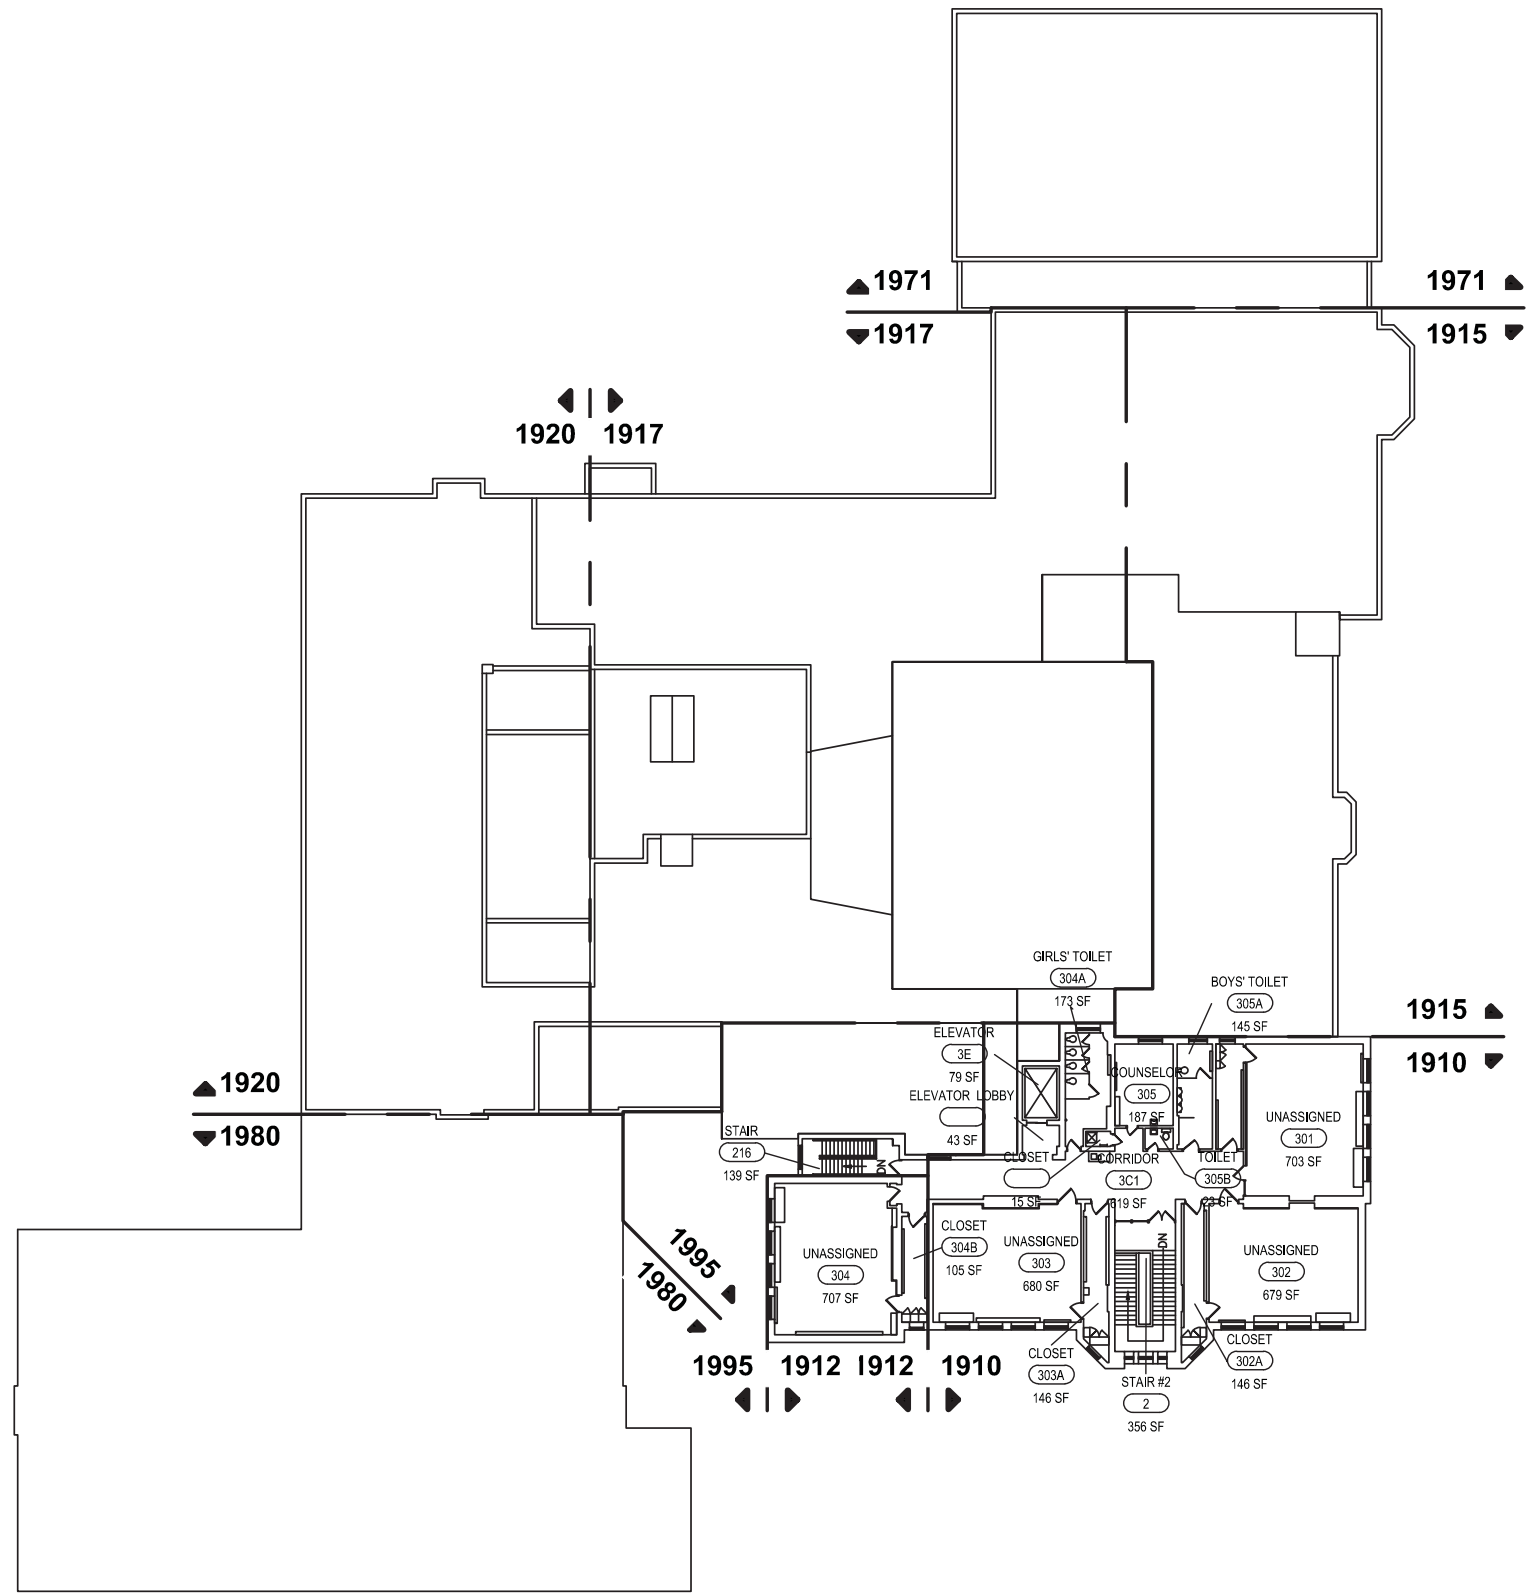 1971
1971
1917
1915
1920
1917
GIRLS' TOILET
304A
173 SF
BOYS' TOILET
305A
145 SF
1915
1910
ELEVATOR
3E
79 SF
ELEVATOR LOBBY
43 SF
COUNSELOR
305
187 SF
UNASSIGNED
301
703 SF
1920
1980
STAIR
216
139 SF
DN
CLOSET
15 SF
CORRIDOR
3C1
619 SF
TOILET
305B
23 SF
CLOSET
304B
105 SF
UNASSIGNED
303
680 SF
DN
UNASSIGNED
302
679 SF
UNASSIGNED
304
707 SF
1995
1980
1995
1912
1912
1910
CLOSET
303A
146 SF
STAIR #2
2
356 SF
CLOSET
302A
146 SF